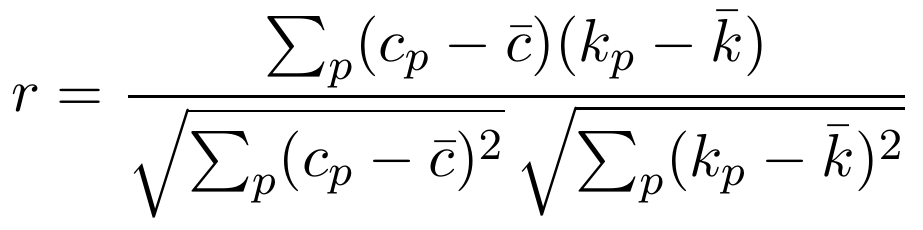 r = \frac{\sum_p (c_p - \bar{c})(k_p - \bar{k})}{\sqrt{\sum_p (c_p - \bar{c})^2} \sqrt{\sum_p (k_p - \bar{k})^2}}